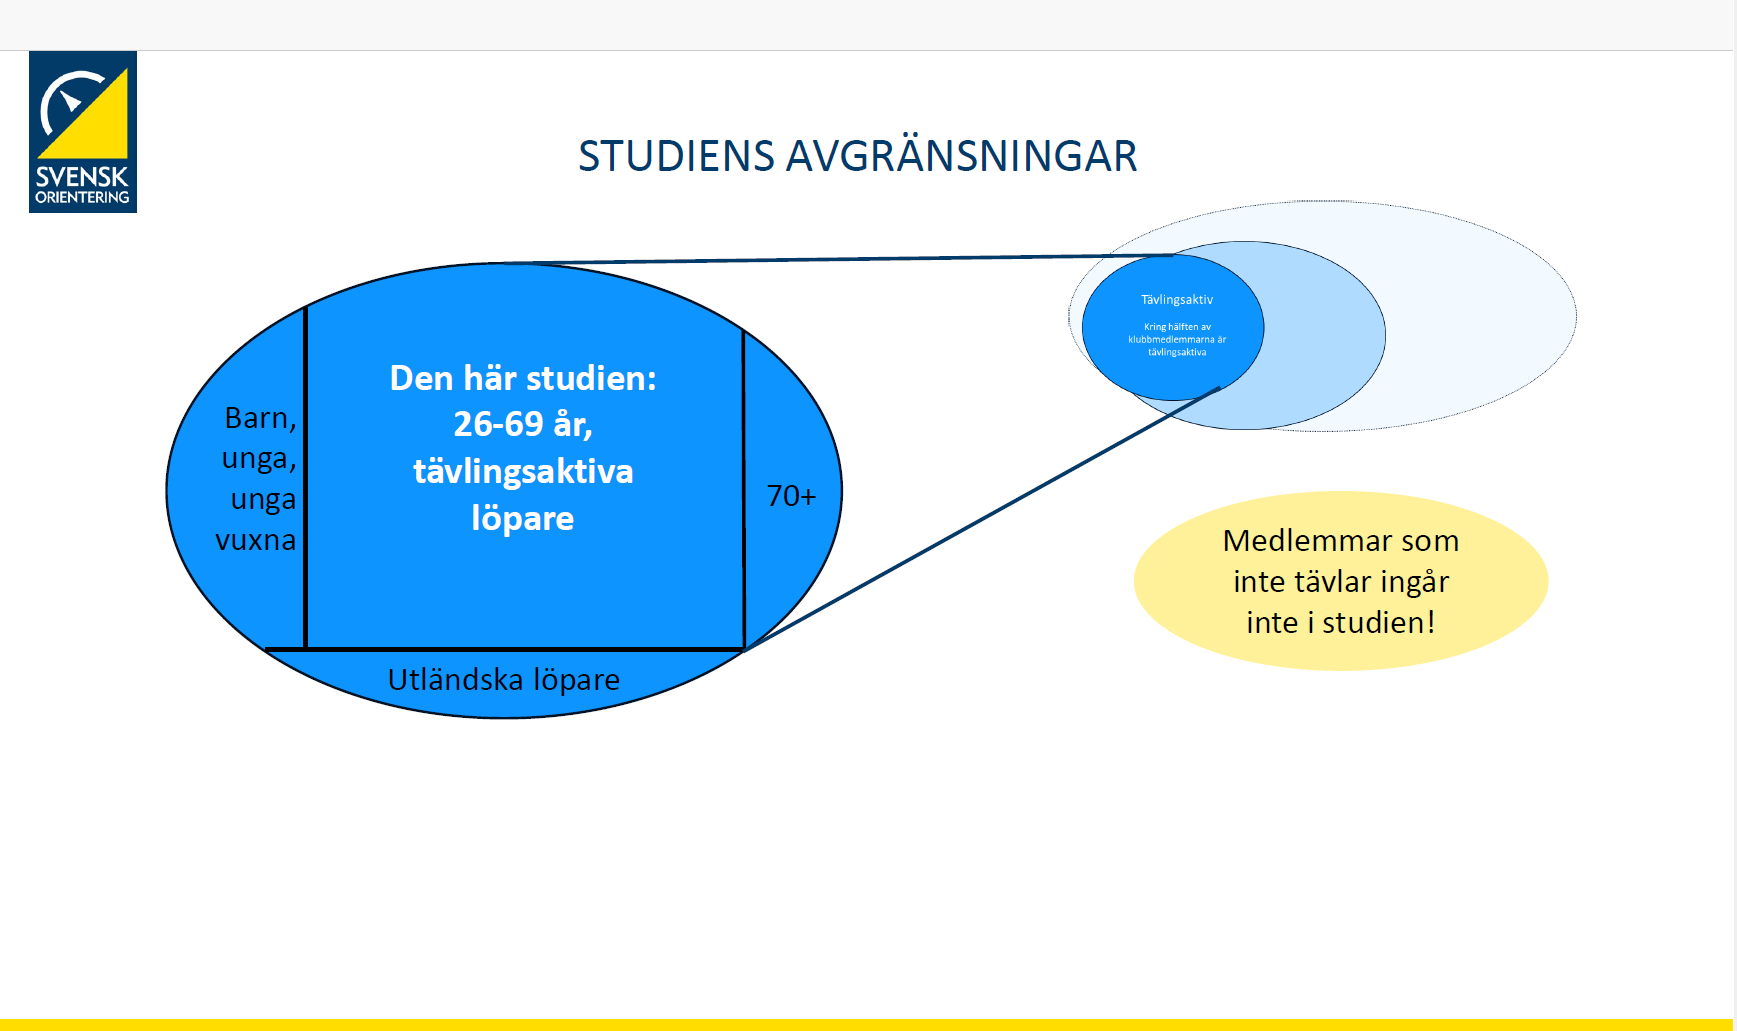 SVENSK
ORIENTERING
STUDIENS AVGRÄNSNINGAR
Barn,
unga,
unga
vuxna
Den här studien:
26-69 år,
tävlingsaktiva
löpare
70+
Utländska löpare
Tävlingsaktiv
Kring hälften av
klubbmedlemmarna är
tävlingsaktiva
Medlemmar som
inte tävlar ingår
inte i studien!